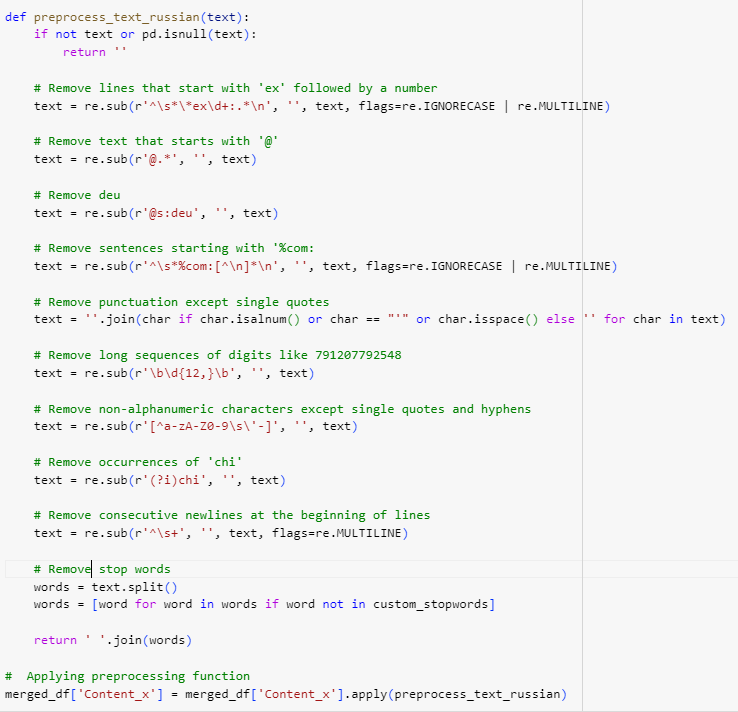 def preprocess_text_russian(text):
    if not text or pd.isnull(text):
        return ''
    # Remove lines that start with 'ex' followed by a number
    text = re.sub(r'^\s*\*ex\d+:.*\n', '', text, flags=re.IGNORECASE | re.MULTILINE)
    # Remove text that starts with '@'
    text = re.sub(r'@.*', '', text)
    # Remove deu
    text = re.sub(r'@s:deu', '', text)
    # Remove sentences starting with '%com:
    text = re.sub(r'^\s*%com:[^\n]*\n', '', text, flags=re.IGNORECASE | re.MULTILINE)
    # Remove punctuation except single quotes
    text = ''.join(char if char.isalnum() or char == "'" or char.isspace() else '' for char in text)
    # Remove long sequences of digits like 791207792548
    text = re.sub(r'\b\d{12,}\b', '', text)
    # Remove non-alphanumeric characters except single quotes and hyphens
    text = re.sub(r'[^a-zA-Z0-9\s\'-]', '', text)
    # Remove occurrences of 'chi'
    text = re.sub(r'(?i)chi', '', text)
    # Remove consecutive newlines at the beginning of lines
    text = re.sub(r'^\s+', '', text, flags=re.MULTILINE)
    # Remove stop words
    words = text.split()
    words = [word for word in words if word not in custom_stopwords]
    return ' '.join(words)
#  Applying preprocessing function
merged_df['Content_x'] = merged_df['Content_x'].apply(preprocess_text_russian)